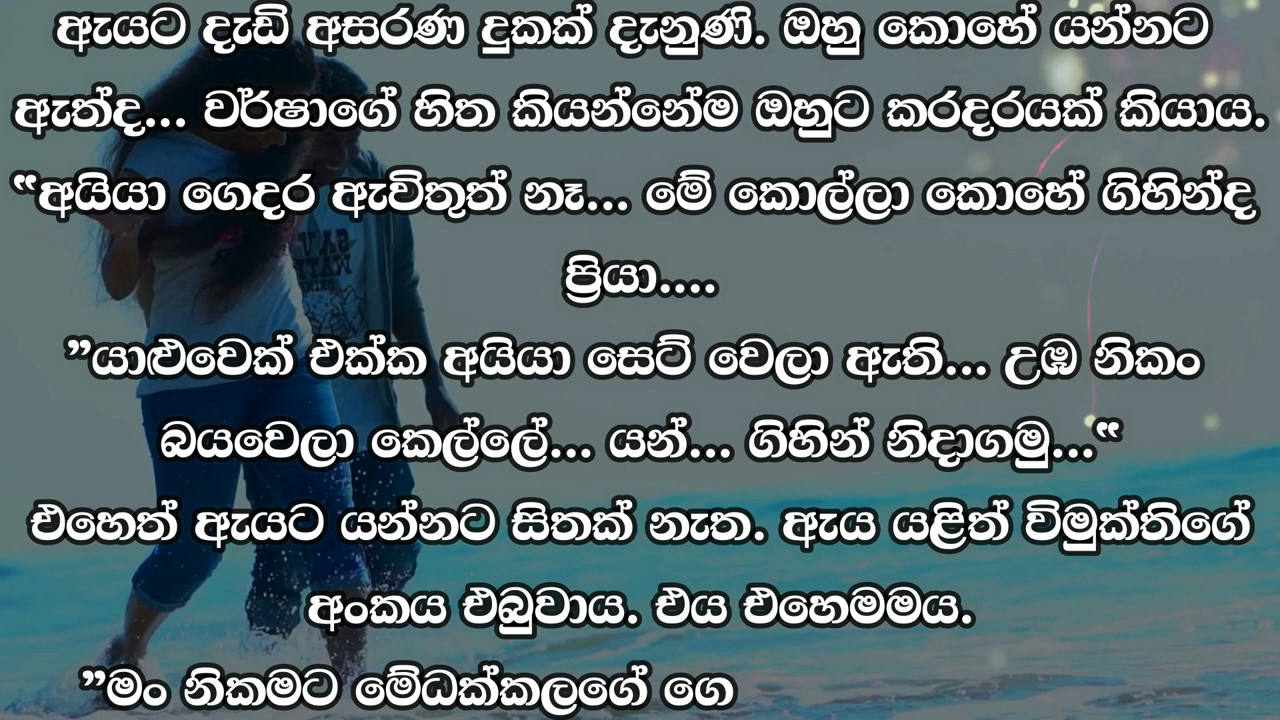 ඇයට දැඩි අසරණ දුකක් දැනුණි. ඔහු කොහේ යන්නට
ඇත්ද... වර්ෂාගේ හිත කියන්නේම ඔහුට කරදරයක් කියාය.
“අයියා ගෙදර ඇවිතුත් නෑ... මේ කොල්ලා කොහේ ගිහින්ද
ප්‍රියා....
”යාළුවෙක් එක්ක අයියා සෙට් වෙලා ඇති... උඹ නිකං
බයවෙලා කෙල්ලේ... යන්... ගිහින් නිදාගමු...“
එහෙත් ඇයට යන්නට සිතක් නැත. ඇය යළිත් විමුක්තිගේ
අංකය එබුවාය. එය එහෙමමය.
”මං නිකමට මේධක්කලගේ ගෙ